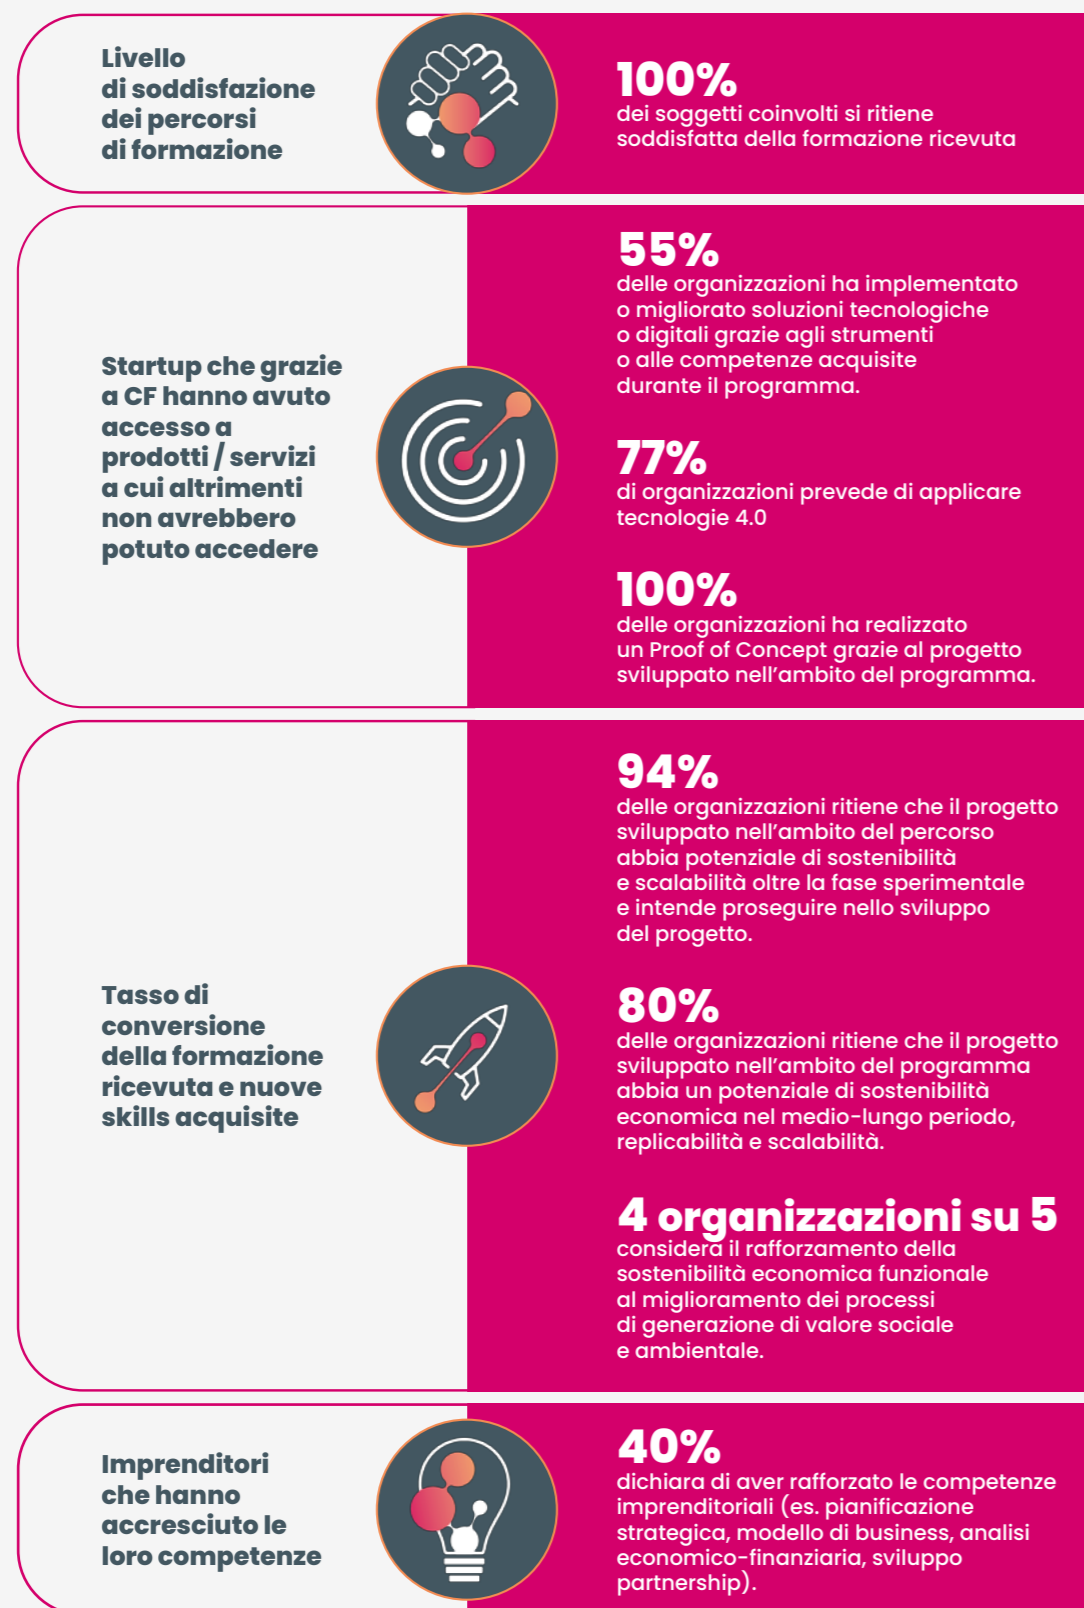 Livello
di soddisfazione
dei percorsi
di formazione
100%
dei soggetti coinvolti si ritiene
soddisfatta della formazione ricevuta
Startup che grazie
a CF hanno avuto
accesso a
prodotti / servizi
a cui altrimenti
non avrebbero
potuto accedere
55%
delle organizzazioni ha implementato
o migliorato soluzioni tecnologiche
o digitali grazie agli strumenti
o alle competenze acquisite
durante il programma.
77%
di organizzazioni prevede di applicare
tecnologie 4.0
100%
delle organizzazioni ha realizzato
un Proof of Concept grazie al progetto
sviluppato nell’ambito del programma.
Tasso di
conversione
della formazione
ricevuta e nuove
skills acquisite
94%
delle organizzazioni ritiene che il progetto
sviluppato nell’ambito del percorso
abbia potenziale di sostenibilità
e scalabilità oltre la fase sperimentale
e intende proseguire nello sviluppo
del progetto.
80%
delle organizzazioni ritiene che il progetto
sviluppato nell’ambito del programma
abbia un potenziale di sostenibilità
economica nel medio-lungo periodo,
replicabilità e scalabilità.
4 organizzazioni su 5
considera il rafforzamento della
sostenibilità economica funzionale
al miglioramento dei processi
di generazione di valore sociale
e ambientale.
Imprenditori
che hanno
accresciuto le
loro competenze
40%
dichiara di aver rafforzato le competenze
imprenditoriali (es. pianificazione
strategica, modello di business, analisi
economico-finanziaria, sviluppo
partnership).